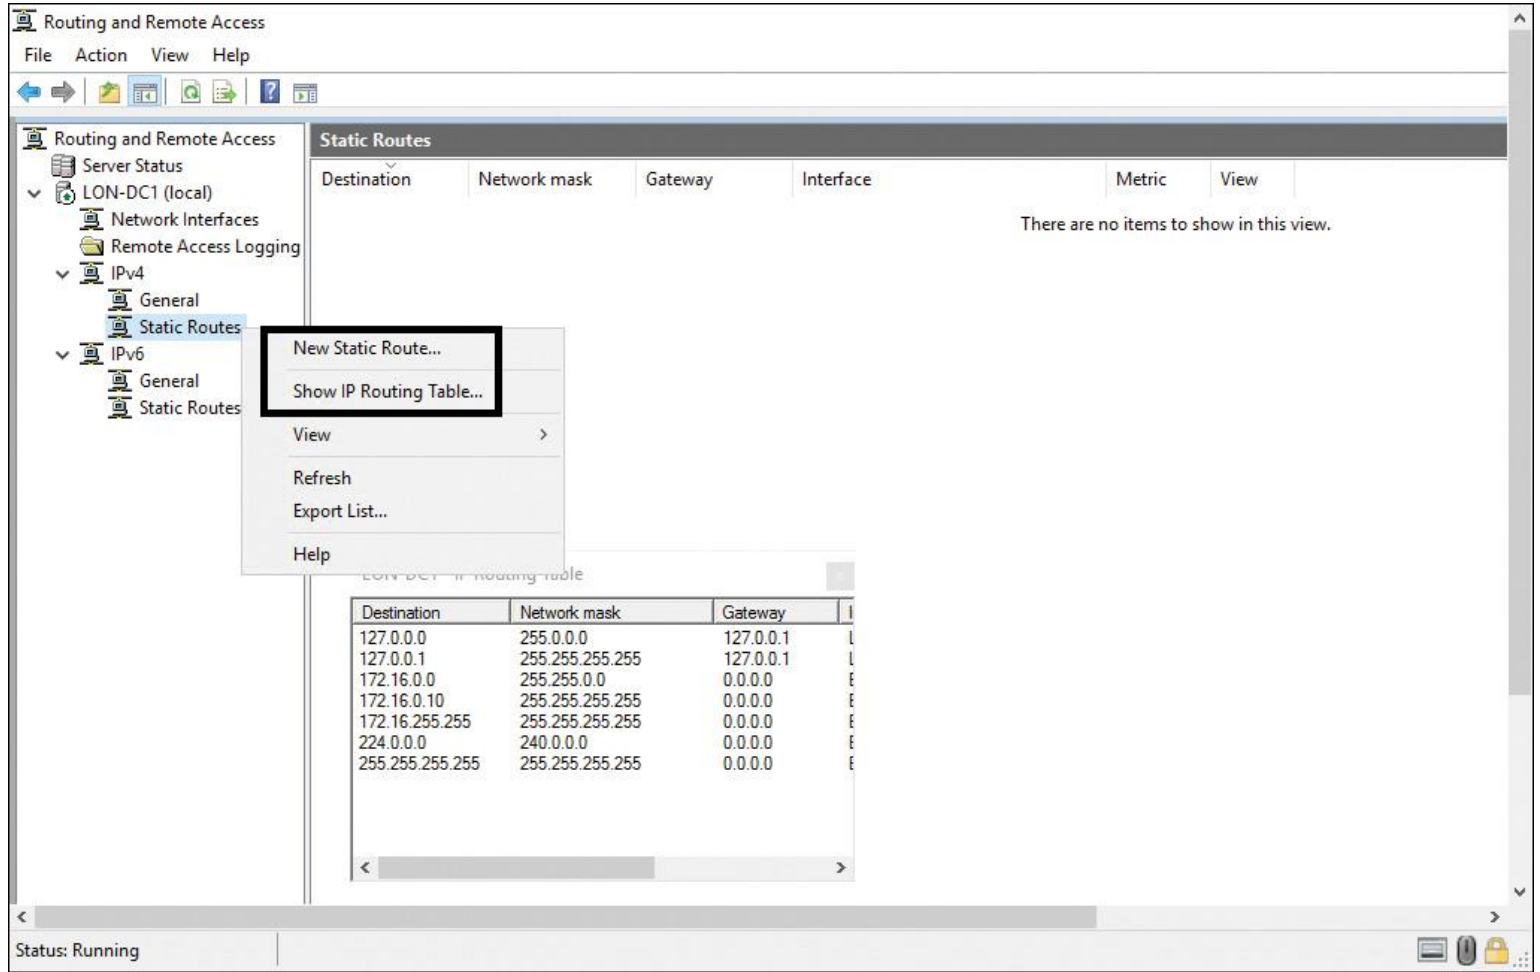 Routing and Remote Access
File Action View Help
Routing and Remote Access
Server Status
LON-DC1 (local)
Network Interfaces
Remote Access Logging
IPv4
General
Static Routes
IPv6
General
Static Routes
Static Routes
Destination Network mask Gateway Interface Metric View
There are no items to show in this view.
New Static Route...
Show IP Routing Table...
View
Refresh
Export List...
Help
LON-DC1 - IP Routing Table
Destination Network mask Gateway
127.0.0.0 255.0.0.0 127.0.0.1 L
127.0.0.1 255.255.255.255 127.0.0.1 L
172.16.0.0 255.255.0.0 0.0.0.0 E
172.16.0.10 255.255.255.255 0.0.0.0 E
172.16.255.255 255.255.255.255 0.0.0.0 E
224.0.0.0 240.0.0.0 0.0.0.0 E
255.255.255.255 255.255.255.255 0.0.0.0 E
Status: Running